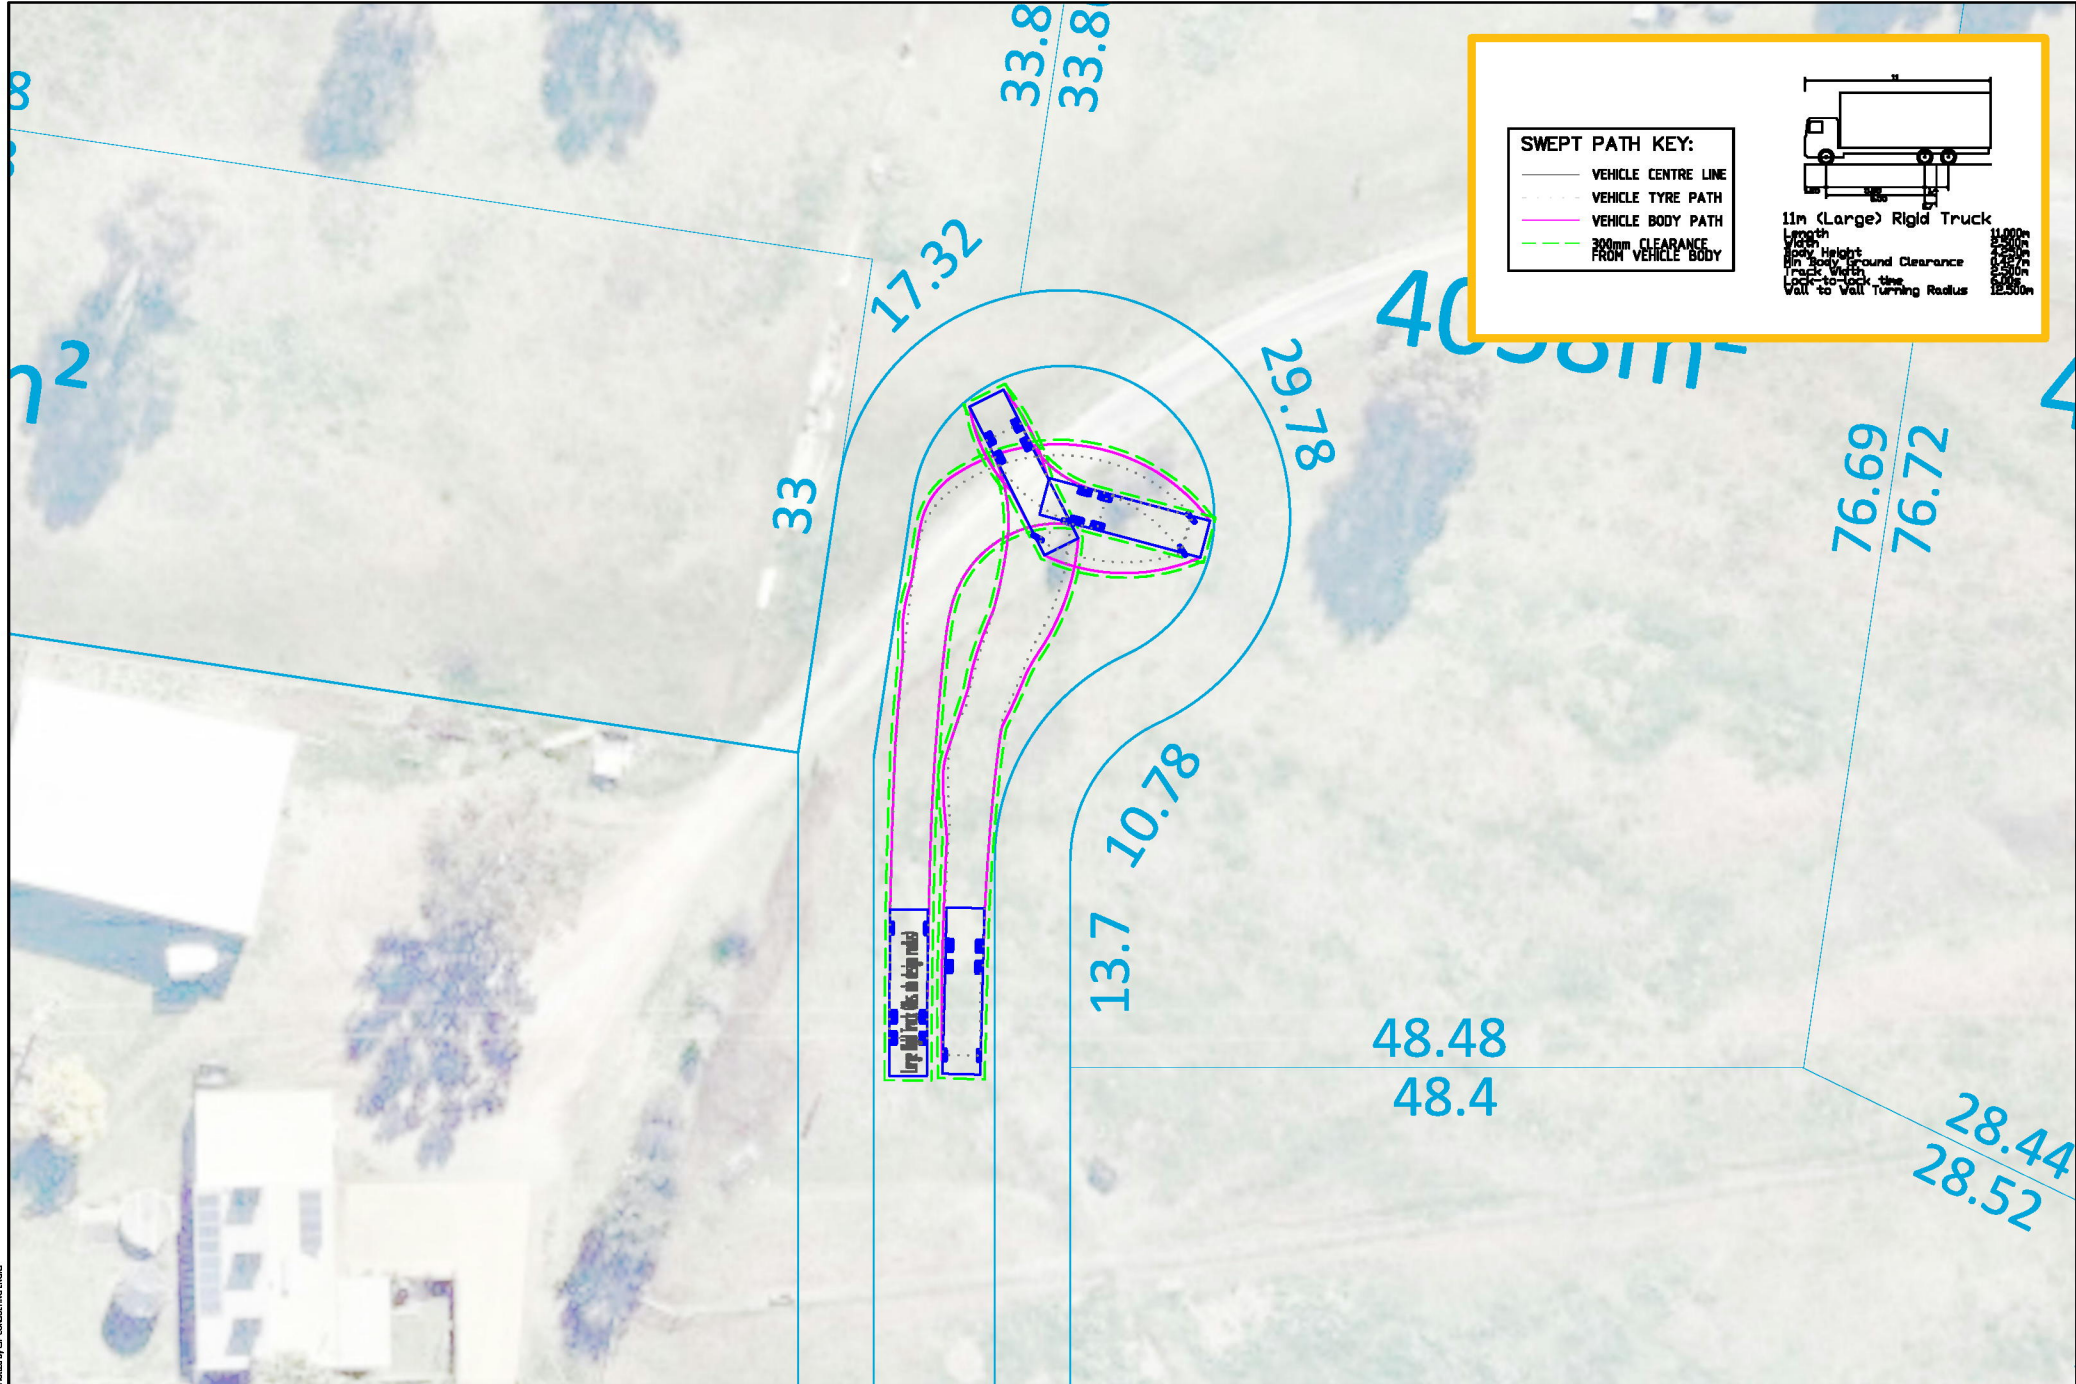 33.8
33.8
8
17.32
29.78
33
m²
76.69
76.72
10.78
13.7
48.48
48.4
28.44
28.52
4
SWEPT PATH KEY:
VEHICLE CENTRE LINE
VEHICLE TYRE PATH
VEHICLE BODY PATH
300mm CLEARANCE
FROM VEHICLE BODY
11
11m (Large) Rigid Truck
Length 11.000m
Width 2.500m
Body Height
Min Body Ground Clearance
Track Width 2.500m
Lock-to-lock time
Wall to Wall Turning Radius 12.500m